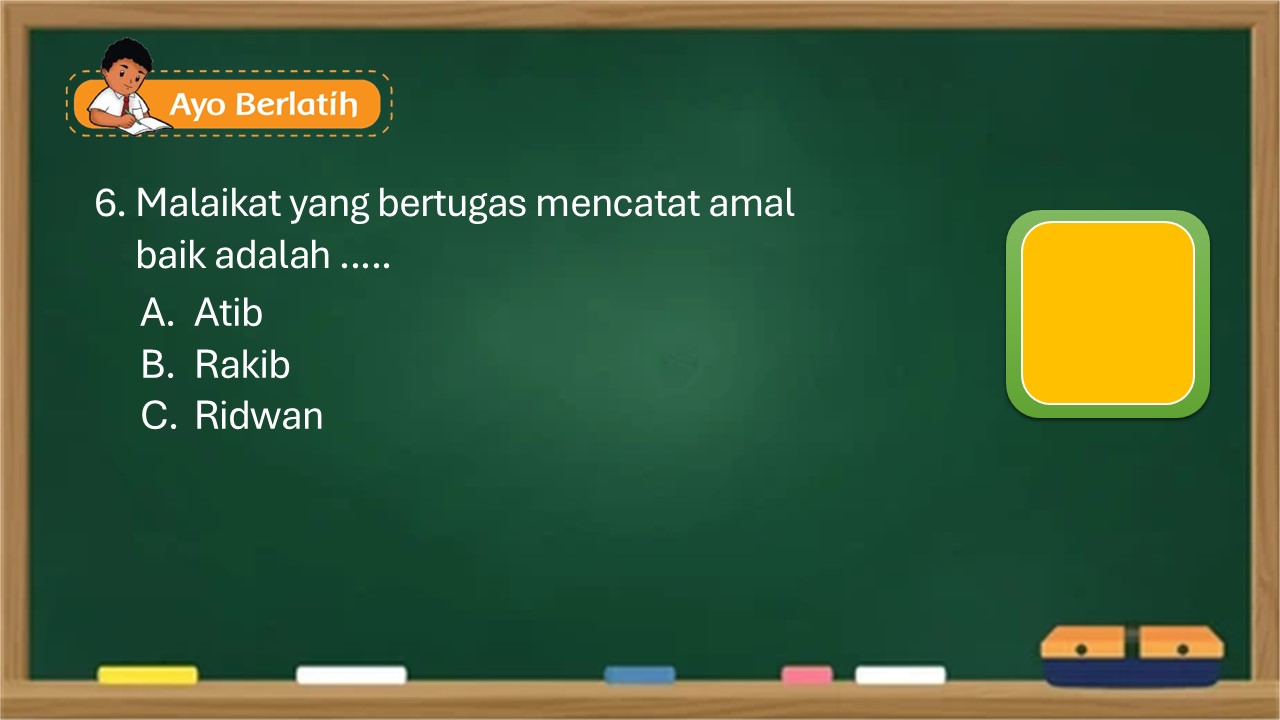 Ayo Berlatih
6. Malaikat yang bertugas mencatat amal
baik adalah .....
A. Atib
B. Rakib
C. Ridwan